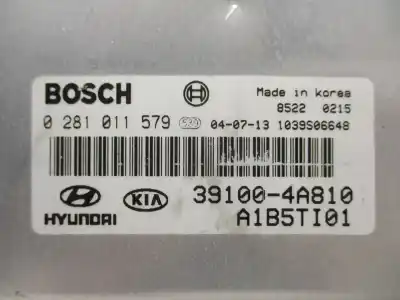 BOSCH
Made in korea
8522 0215
0 281 011 579
04-07-13 1039S06648
HYUNDAI
KIA
39100-4A810
A1B5TI01